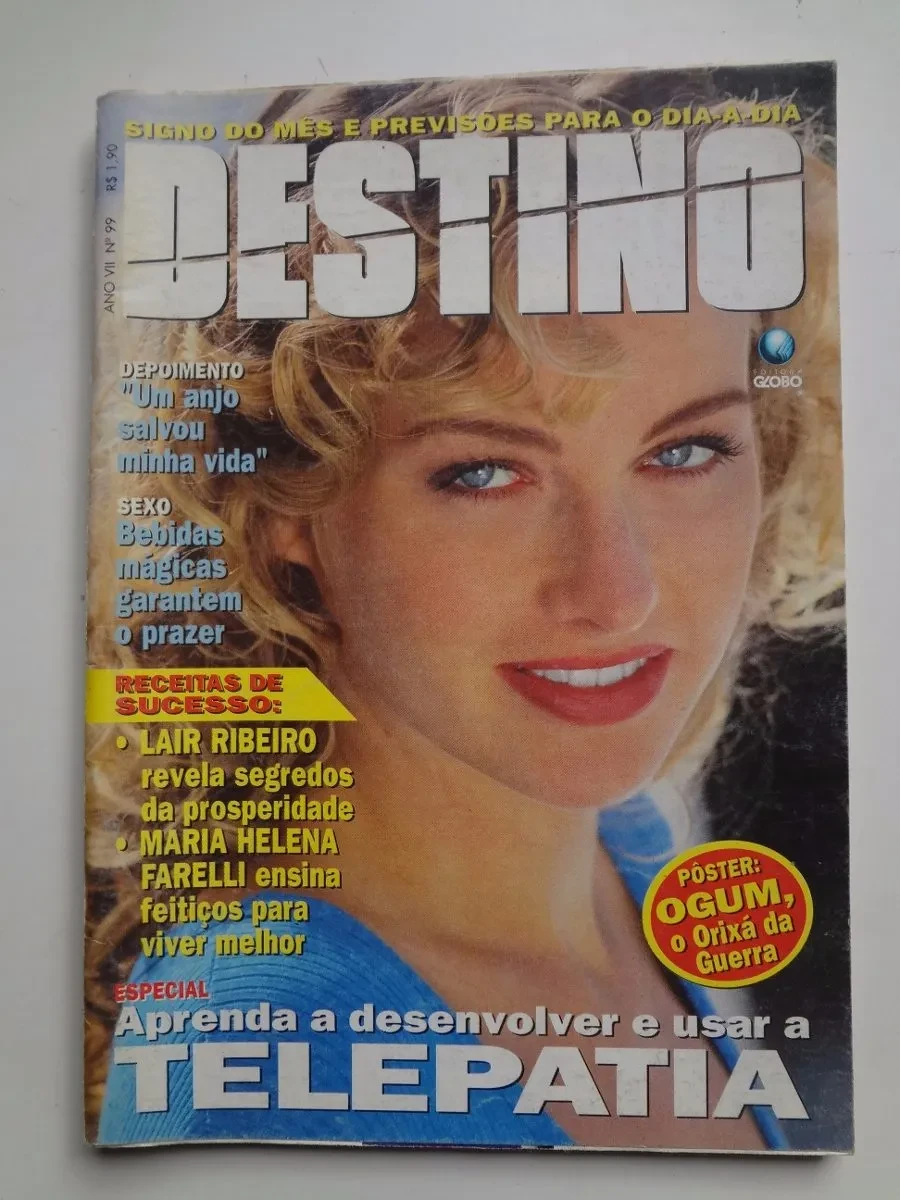 SIGNO DO MÊS E PREVISÕES PARA O DIA-A-DIA
DESTINO
ANO VII Nº 99 R$ 1,90
EDITORA
GLOBO
DEPOIMENTO
"Um anjo
salvou
minha vida"
SEXO
Bebidas
mágicas
garantem
o prazer
RECEITAS DE
SUCESSO:
• LAIR RIBEIRO
revela segredos
da prosperidade
• MARIA HELENA
FARELLI ensina
feitiços para
viver melhor
PÔSTER:
OGUM,
o Orixá da
Guerra
ESPECIAL
Aprenda a desenvolver e usar a
TELEPATIA